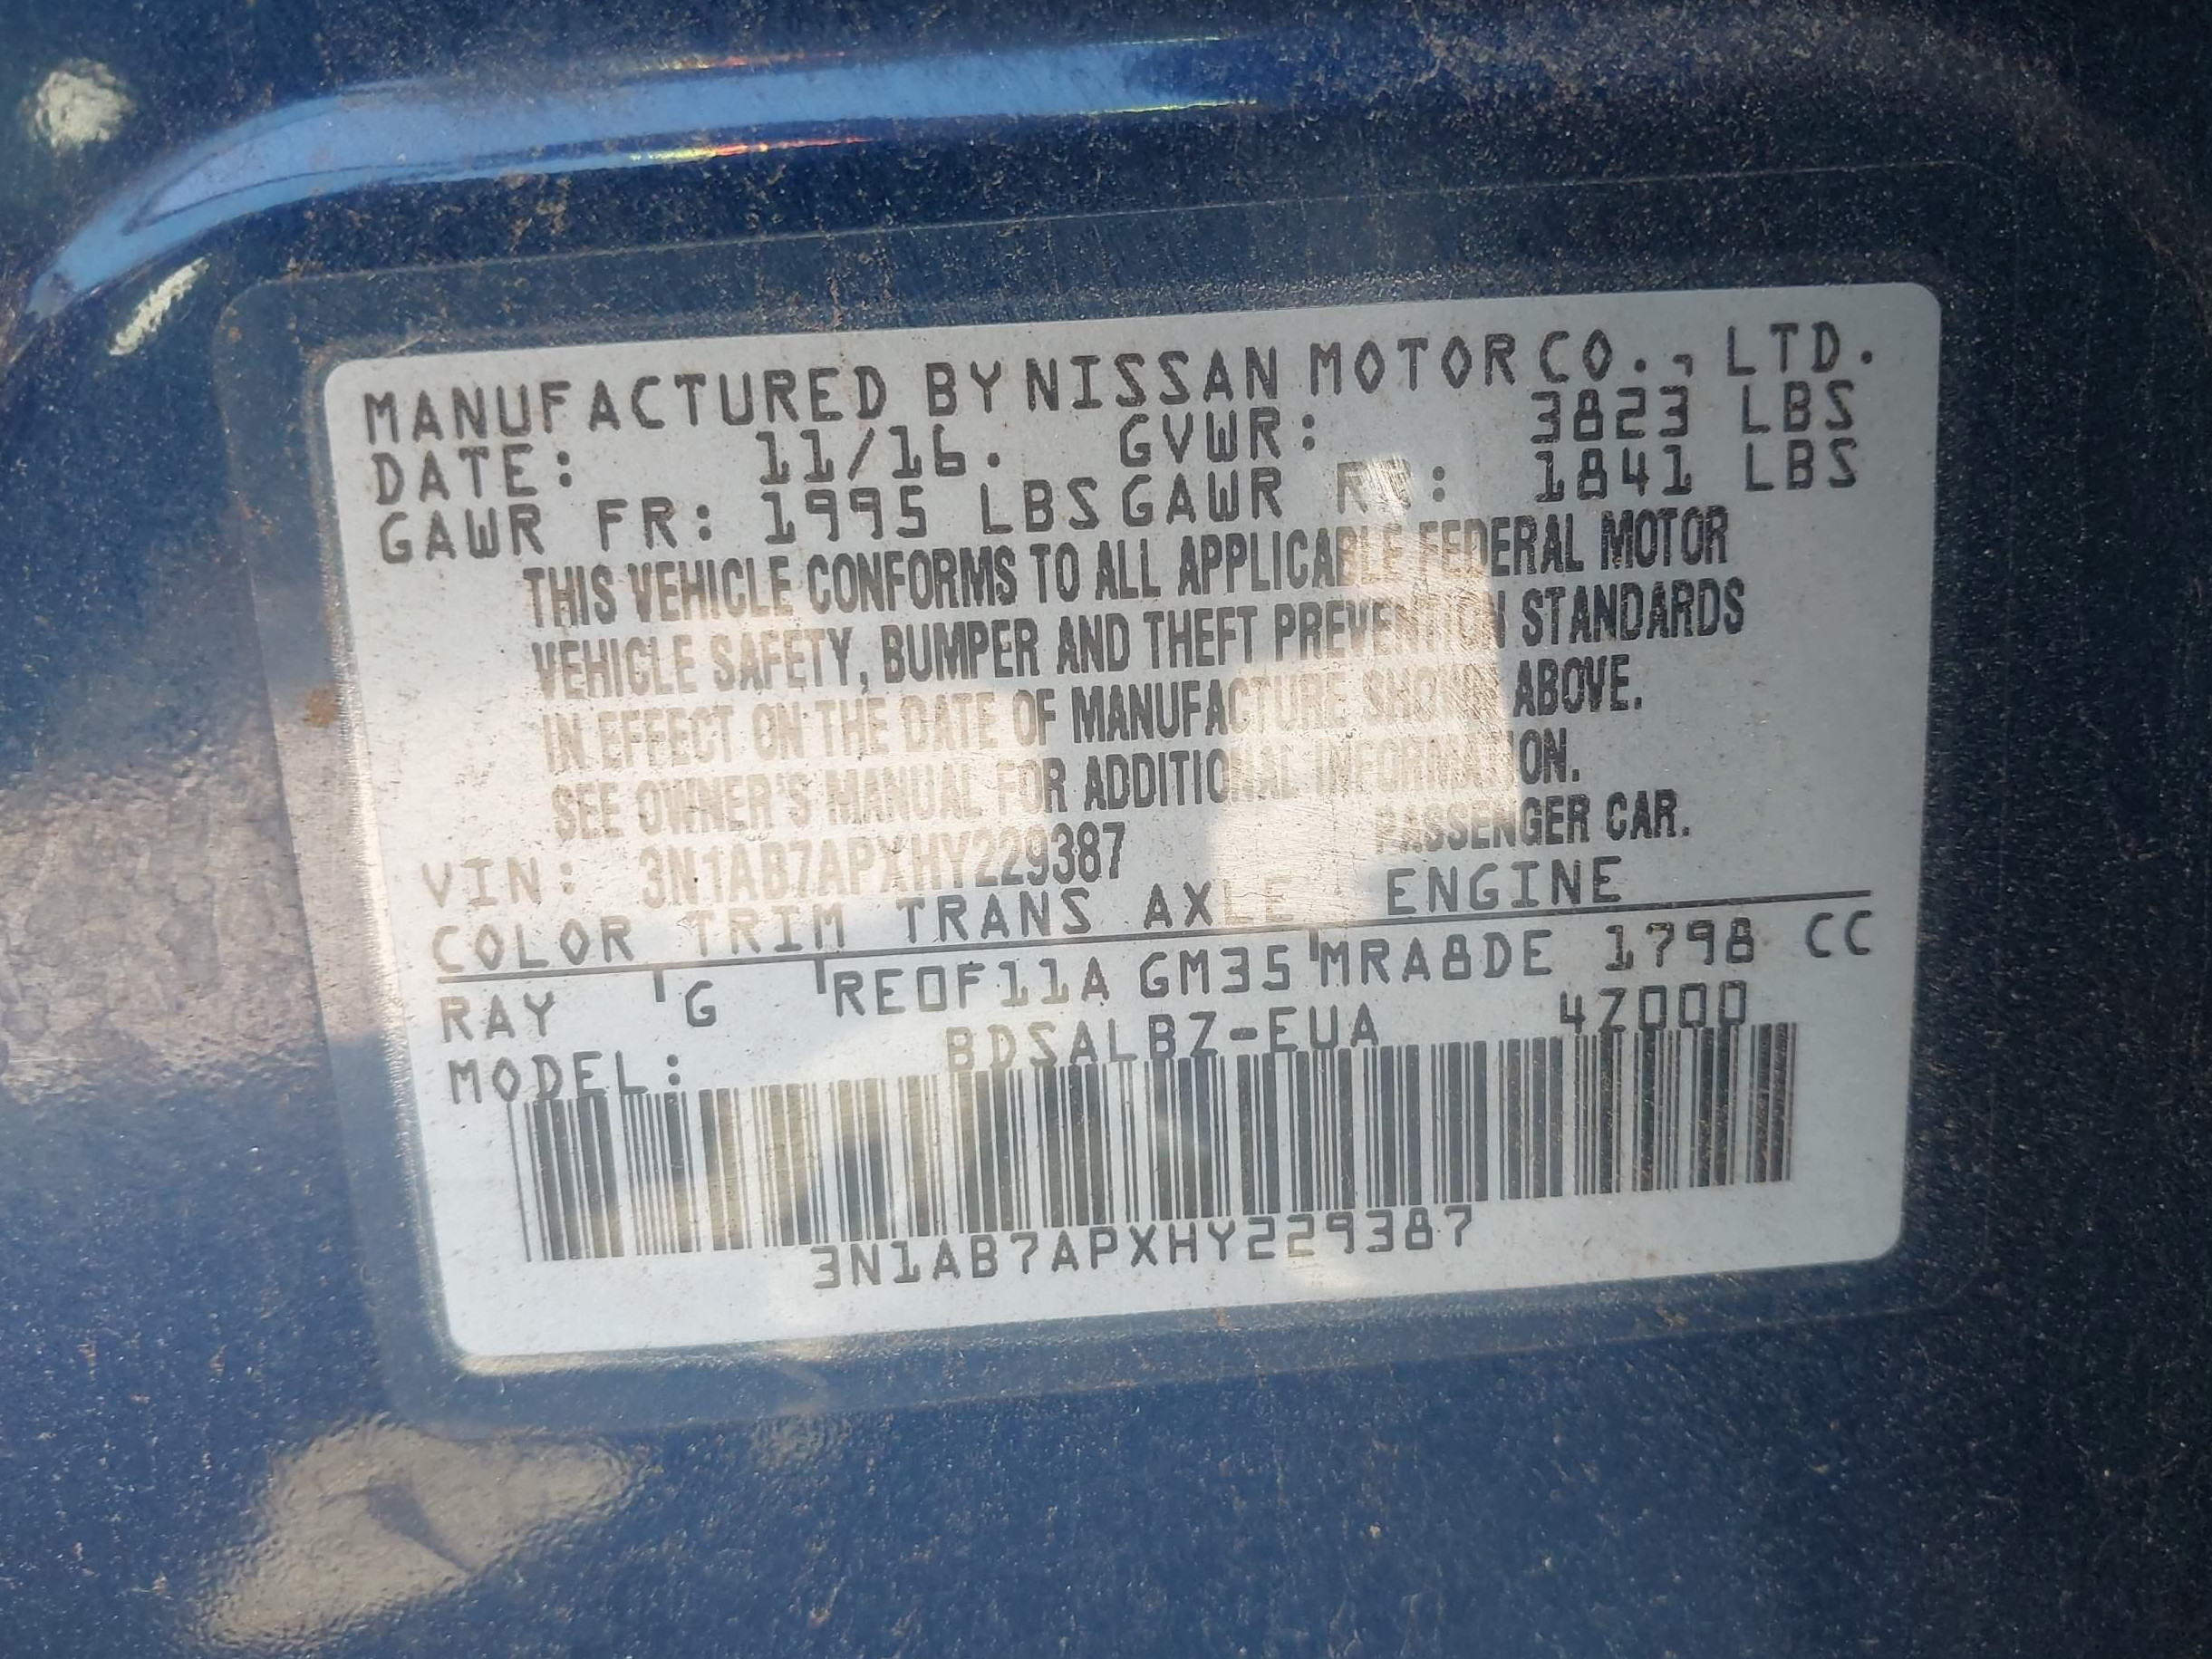 MANUFACTURED BY NISSAN MOTOR CO., LTD.
DATE: 11/16. GVWR: 3823 LBS
GAWR FR: 1995 LBS GAWR RR: 1841 LBS
THIS VEHICLE CONFORMS TO ALL APPLICABLE FEDERAL MOTOR
VEHICLE SAFETY, BUMPER AND THEFT PREVENTION STANDARDS
IN EFFECT ON THE DATE OF MANUFACTURE SHOWN ABOVE.
SEE OWNER'S MANUAL FOR ADDITIONAL INFORMATION.
VIN: 3N1AB7APXHY229387 PASSENGER CAR.
COLOR TRIM TRANS AXLE ENGINE
RAY G RE0F11A GM35 MRA8DE 1798 CC
MODEL: BDSALBZ-EUA 4Z000
3N1AB7APXHY229387